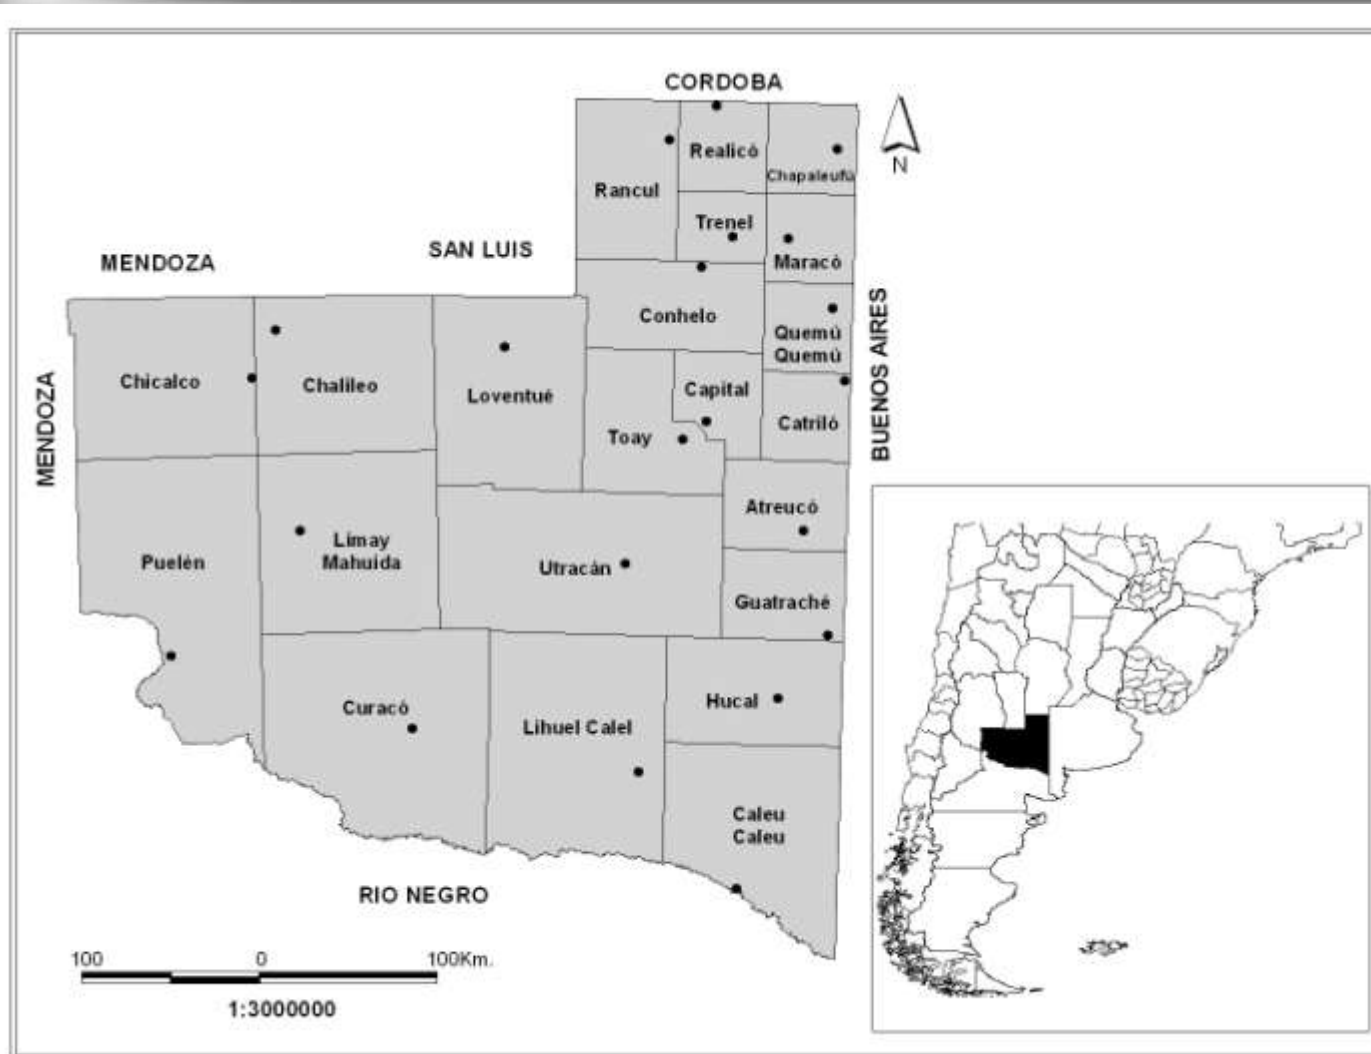 CORDOBA
N
Realicó
Chapaleufú
Rancul
Trenel
Maracó
SAN LUIS
MENDOZA
Conhelo
Quemú
Quemú
BUENOS AIRES
MENDOZA
Chicalco
Chalileo
Loventué
Capital
Catriló
Toay
Atreucó
Limay
Mahuida
Puelén
Utracán
Guatraché
Curacó
Lihuel Calel
Hucal
Caleu
Caleu
RIO NEGRO
100 0 100Km.
1:3000000